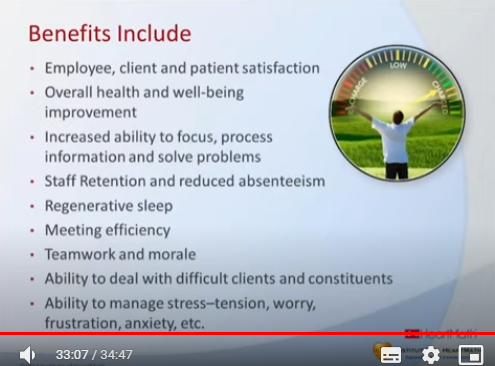 Benefits Include
• Employee, client and patient satisfaction
• Overall health and well-being
improvement
• Increased ability to focus, process
information and solve problems
• Staff Retention and reduced absenteeism
• Regenerative sleep
• Meeting efficiency
• Teamwork and morale
• Ability to deal with difficult clients and constituents
• Ability to manage stress–tension, worry,
frustration, anxiety, etc.
LOW
HeartMath
33:07 / 34:47